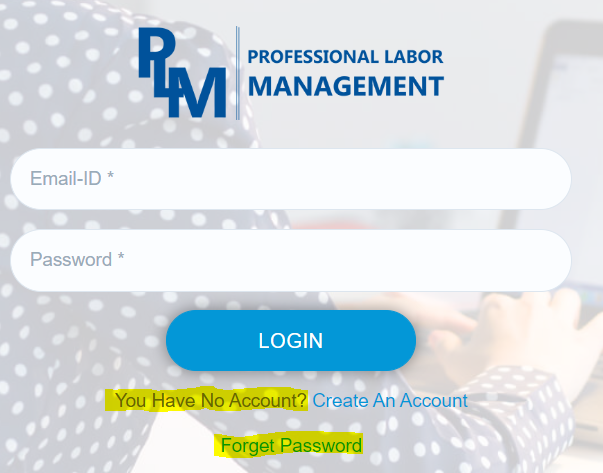 PLM
PROFESSIONAL LABOR
MANAGEMENT
Email-ID *
Password *
LOGIN
You Have No Account? Create An Account
Forget Password